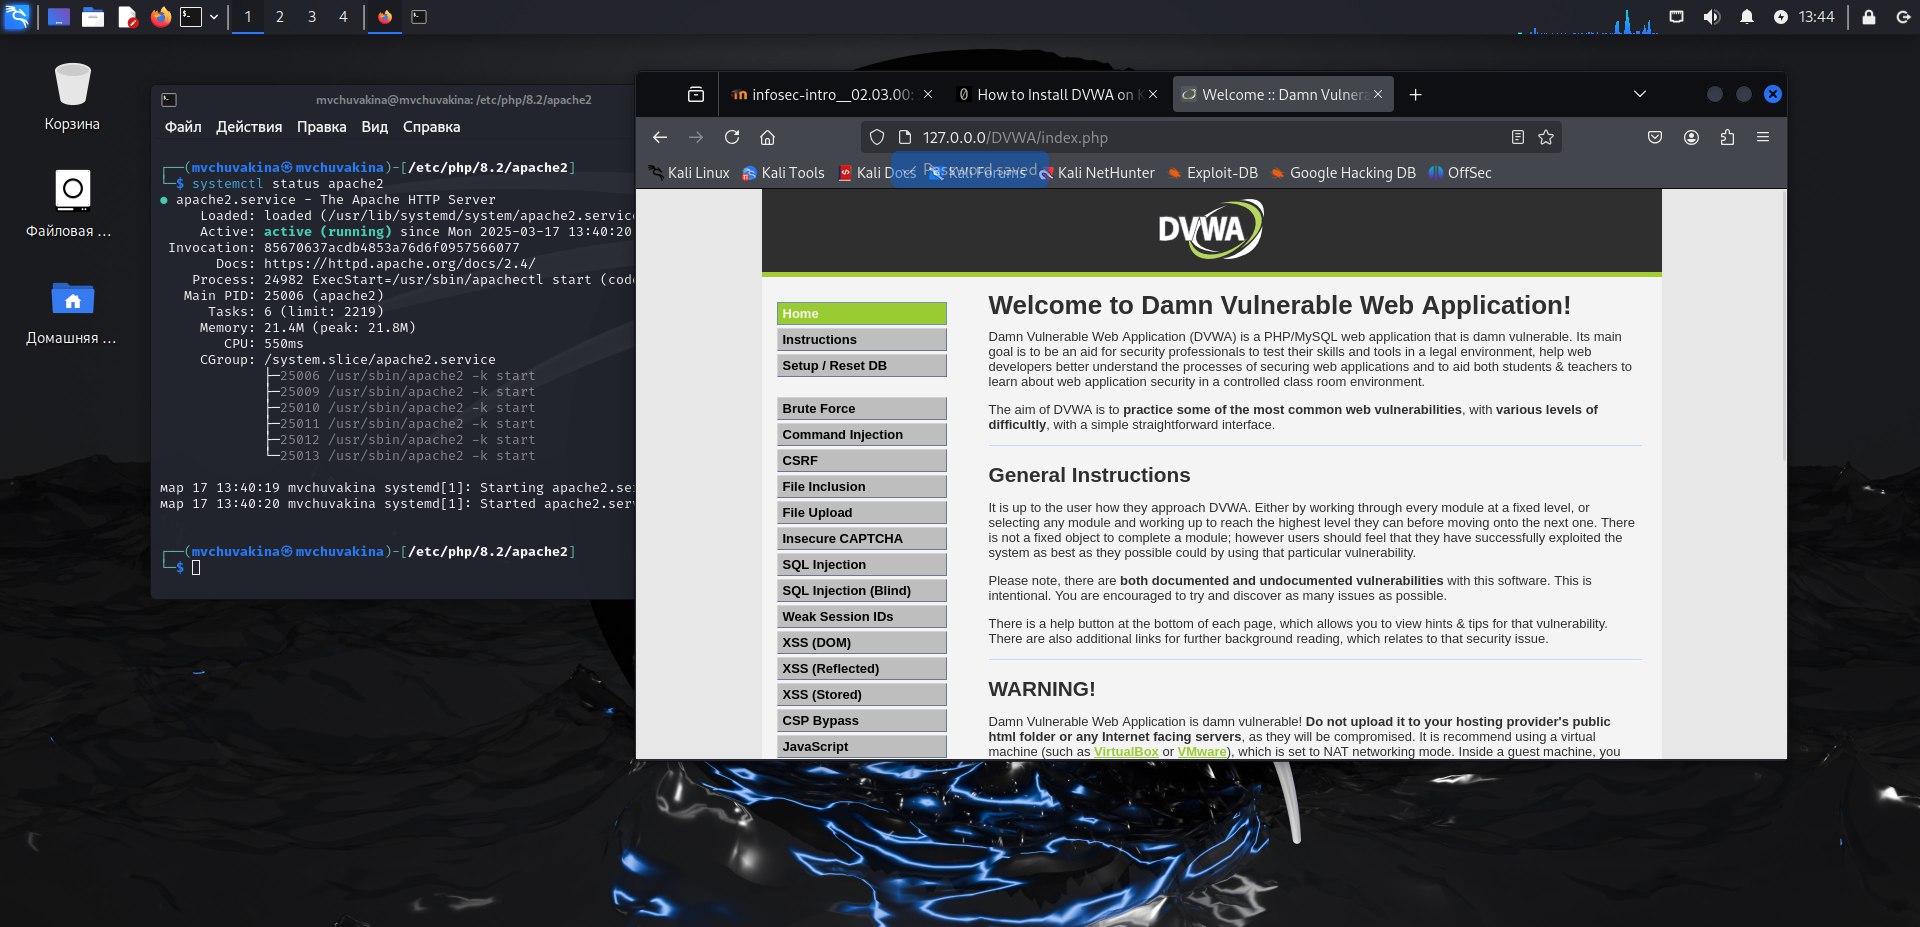 1 2 3 4
13:44
Корзина
Файловая ...
Домашняя ...
mvchuvakina@mvchuvakina: /etc/php/8.2/apache2
Файл Действия Правка Вид Справка
┌──(mvchuvakina㉿mvchuvakina)-[/etc/php/8.2/apache2]
└─$ systemctl status apache2
● apache2.service - The Apache HTTP Server
Loaded: loaded (/usr/lib/systemd/system/apache2.service
Active: active (running) since Mon 2025-03-17 13:40:20
Invocation: 85670637acdb4853a76d6f0957566077
Docs: https://httpd.apache.org/docs/2.4/
Process: 24982 ExecStart=/usr/sbin/apachectl start (code
Main PID: 25006 (apache2)
Tasks: 6 (limit: 2219)
Memory: 21.4M (peak: 21.8M)
CPU: 550ms
CGroup: /system.slice/apache2.service
├─25006 /usr/sbin/apache2 -k start
├─25009 /usr/sbin/apache2 -k start
├─25010 /usr/sbin/apache2 -k start
├─25011 /usr/sbin/apache2 -k start
├─25012 /usr/sbin/apache2 -k start
└─25013 /usr/sbin/apache2 -k start
мар 17 13:40:19 mvchuvakina systemd[1]: Starting apache2.se
мар 17 13:40:20 mvchuvakina systemd[1]: Started apache2.serv
┌──(mvchuvakina㉿mvchuvakina)-[/etc/php/8.2/apache2]
└─$
infosec-intro__02.03.00: How to Install DVWA on K Welcome :: Damn Vulnera
127.0.0.0/DVWA/index.php
Kali Linux Kali Tools Kali Docs Kali Forums Kali NetHunter Exploit-DB Google Hacking DB OffSec
Password saved
DVWA
Home
Instructions
Setup / Reset DB
Brute Force
Command Injection
CSRF
File Inclusion
File Upload
Insecure CAPTCHA
SQL Injection
SQL Injection (Blind)
Weak Session IDs
XSS (DOM)
XSS (Reflected)
XSS (Stored)
CSP Bypass
JavaScript
Welcome to Damn Vulnerable Web Application!
Damn Vulnerable Web Application (DVWA) is a PHP/MySQL web application that is damn vulnerable. Its main
goal is to be an aid for security professionals to test their skills and tools in a legal environment, help web
developers better understand the processes of securing web applications and to aid both students & teachers to
learn about web application security in a controlled class room environment.
The aim of DVWA is to practice some of the most common web vulnerabilities, with various levels of
difficultly, with a simple straightforward interface.
General Instructions
It is up to the user how they approach DVWA. Either by working through every module at a fixed level, or
selecting any module and working up to reach the highest level they can before moving onto the next one. There
is not a fixed object to complete a module; however users should feel that they have successfully exploited the
system as best as they possible could by using that particular vulnerability.
Please note, there are both documented and undocumented vulnerabilities with this software. This is
intentional. You are encouraged to try and discover as many issues as possible.
There is a help button at the bottom of each page, which allows you to view hints & tips for that vulnerability.
There are also additional links for further background reading, which relates to that security issue.
WARNING!
Damn Vulnerable Web Application is damn vulnerable! Do not upload it to your hosting provider's public
html folder or any Internet facing servers, as they will be compromised. It is recommend using a virtual
machine (such as VirtualBox or VMware), which is set to NAT networking mode. Inside a guest machine, you